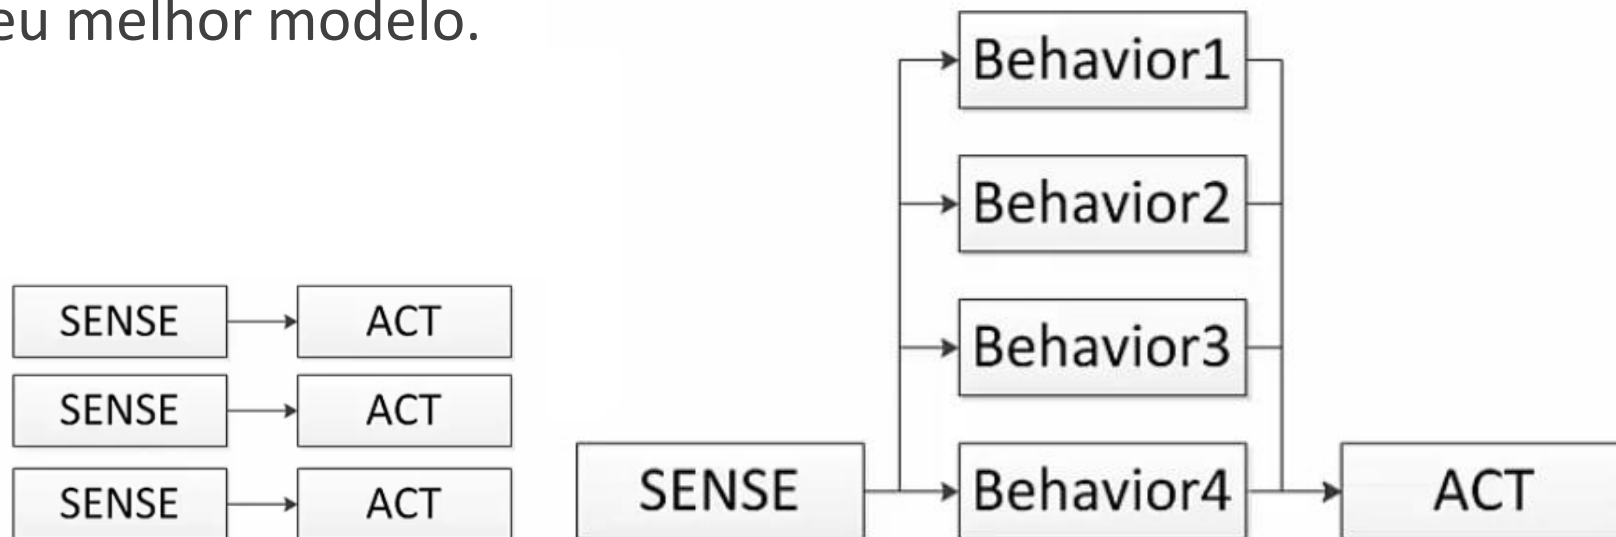 eu melhor modelo.
Behavior1
Behavior2
Behavior3
SENSE Behavior4 ACT
SENSE ACT
SENSE ACT
SENSE ACT